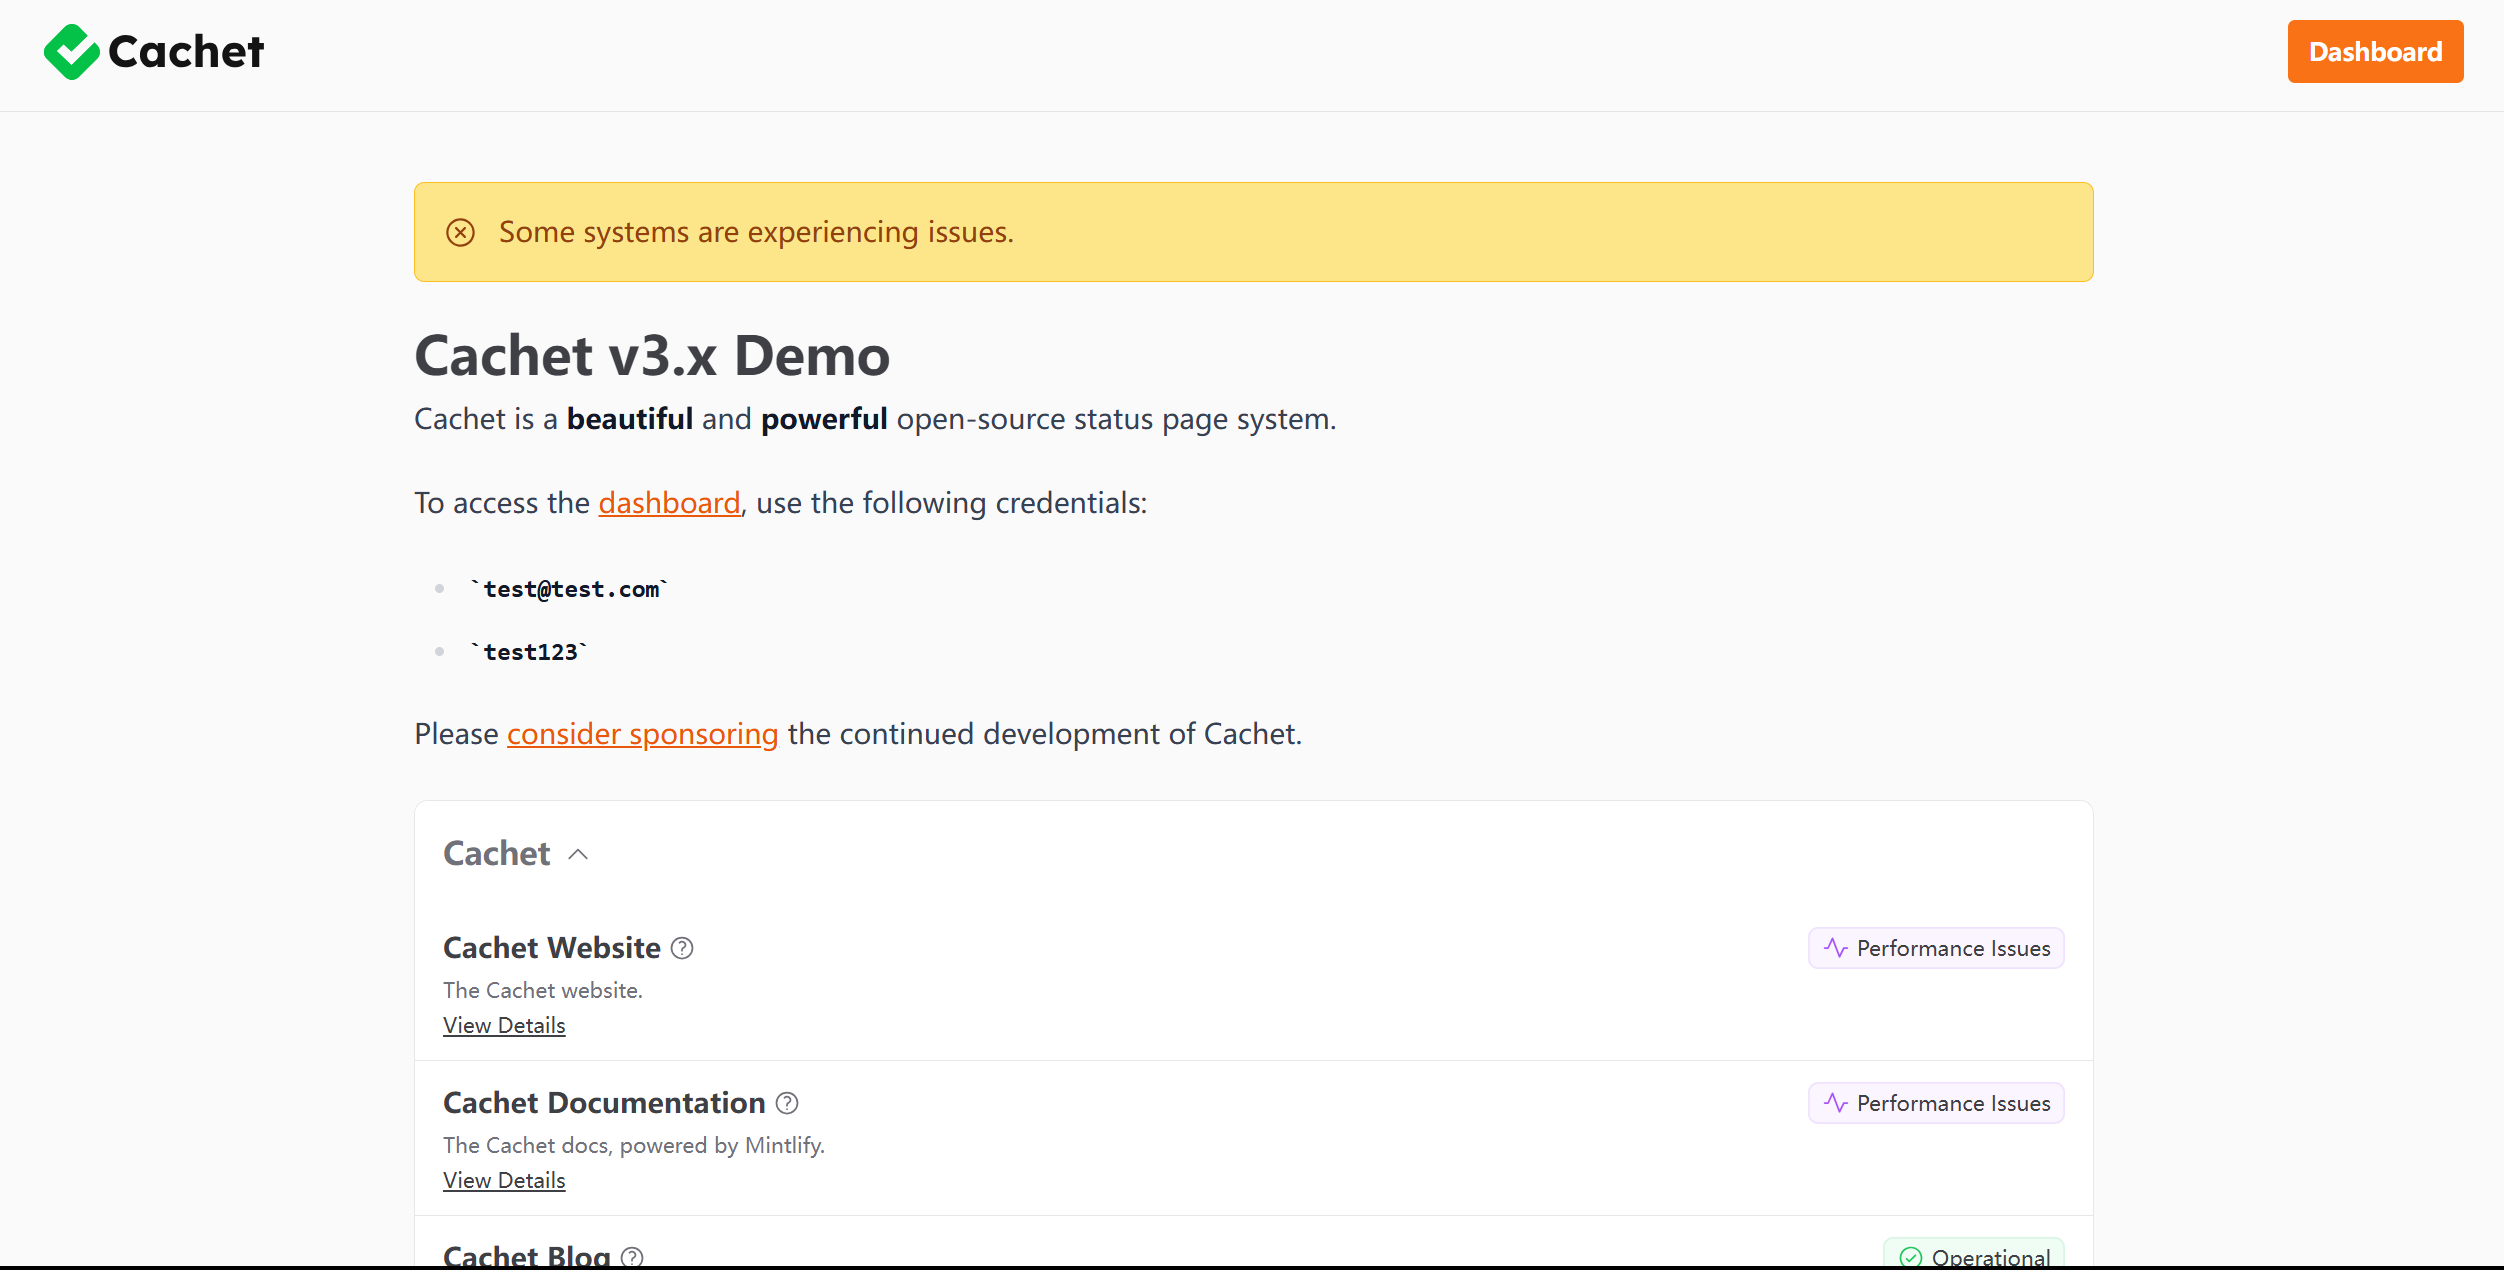 Cachet
Dashboard
Some systems are experiencing issues.
Cachet v3.x Demo
Cachet is a beautiful and powerful open-source status page system.
To access the dashboard, use the following credentials:
`test@test.com`
`test123`
Please consider sponsoring the continued development of Cachet.
Cachet
Cachet Website
Performance Issues
The Cachet website.
View Details
Cachet Documentation
Performance Issues
The Cachet docs, powered by Mintlify.
View Details
Cachet Blog
Operational